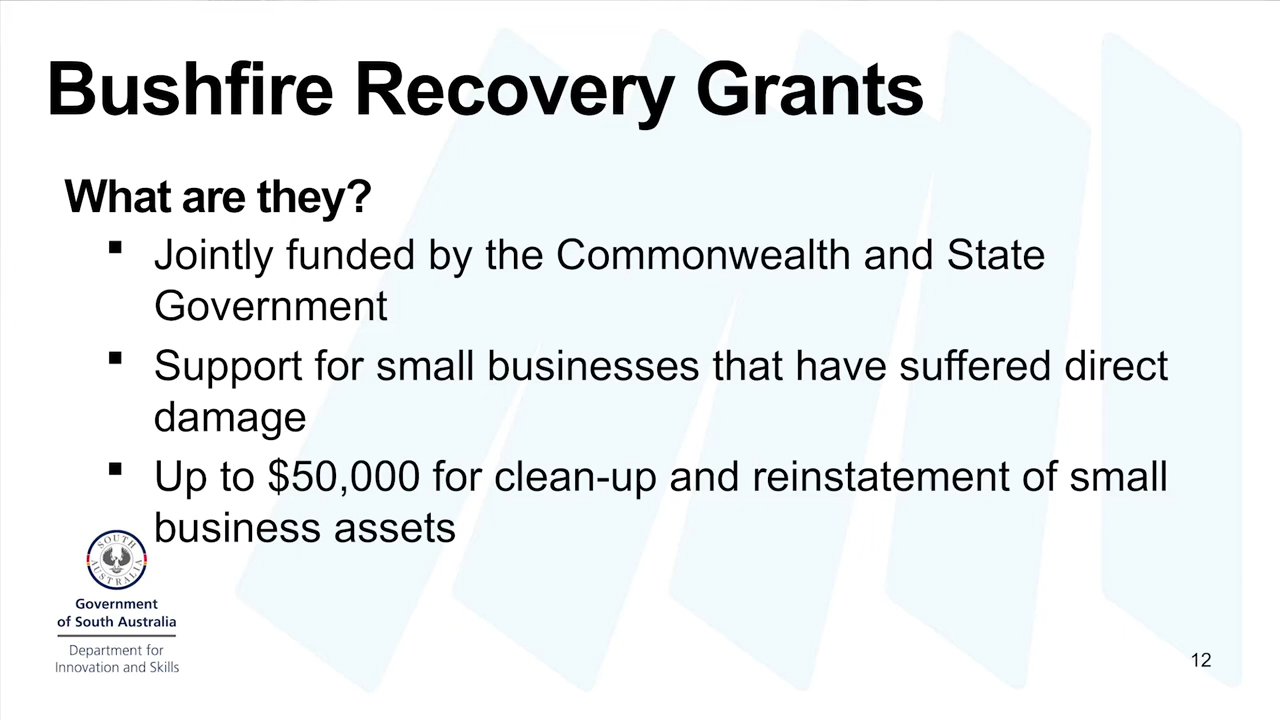 Bushfire Recovery Grants
What are they?
▪ Jointly funded by the Commonwealth and State
Government
▪ Support for small businesses that have suffered direct
damage
▪ Up to $50,000 for clean-up and reinstatement of small
business assets
SOUTH
AUSTRALIA
Government
of South Australia
Department for
Innovation and Skills
12